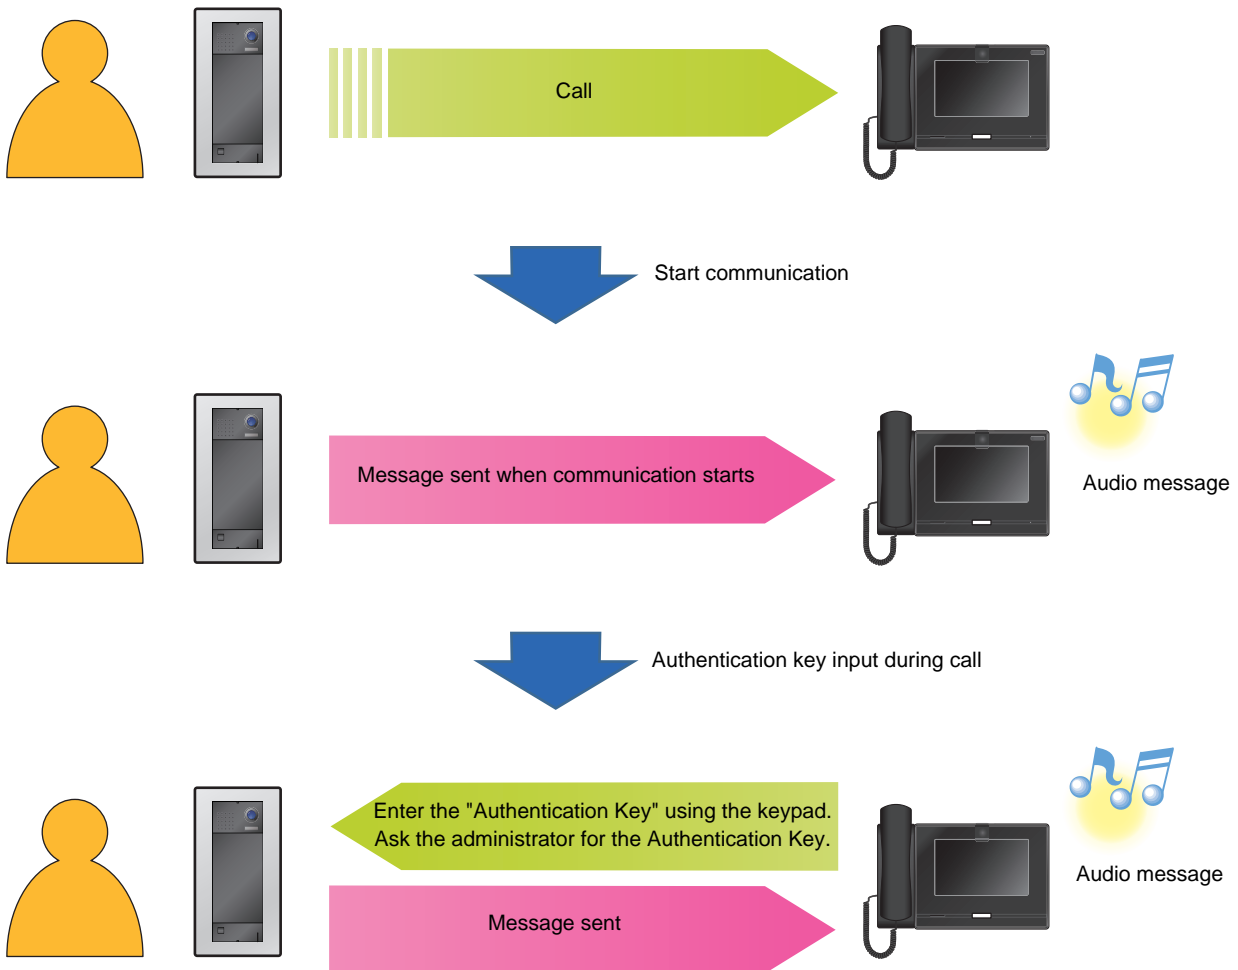 Call
Start communication
Message sent when communication starts
Audio message
Authentication key input during call
Enter the "Authentication Key" using the keypad.
Ask the administrator for the Authentication Key.
Audio message
Message sent